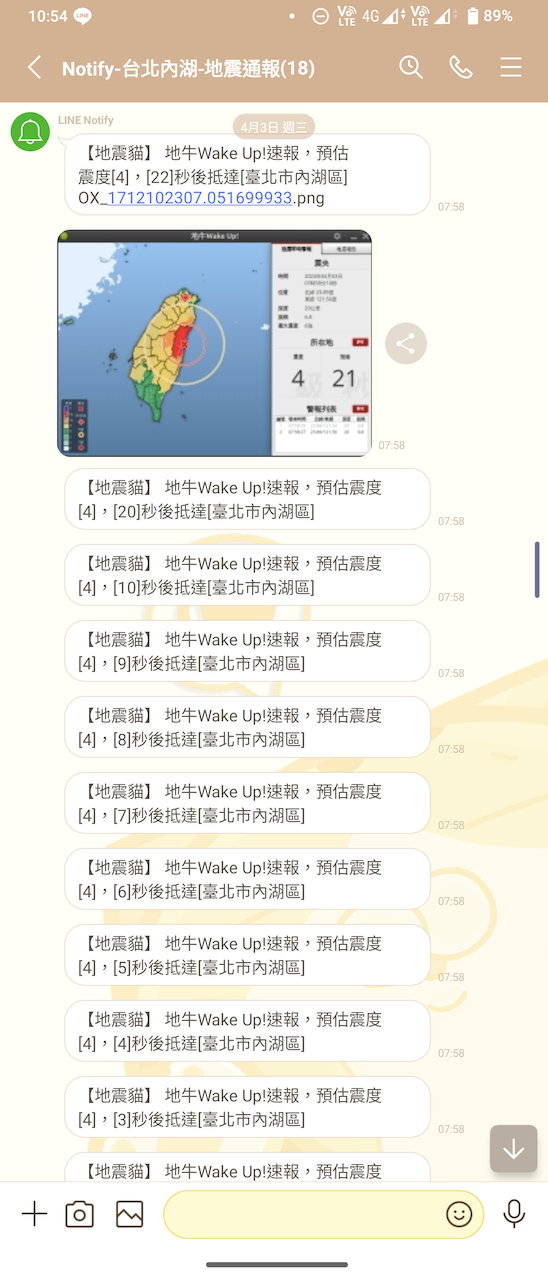 10:54
LINE
Vo LTE
4G
Vo LTE
89%
Notify-台北內湖-地震通報(18)
LINE Notify
4月3日 週三
【地震貓】 地牛Wake Up!速報，預估
震度[4]，[22]秒後抵達[臺北市內湖區]
OX_1712102307.051699933.png
07:58
地牛Wake Up!
強震即時警報
地震報告
震央
時間
位置
深度
規模
最大震度
所在地
震度
4
21
警報列表
07:58
【地震貓】 地牛Wake Up!速報，預估震度
[4]，[20]秒後抵達[臺北市內湖區]
07:58
【地震貓】 地牛Wake Up!速報，預估震度
[4]，[10]秒後抵達[臺北市內湖區]
07:58
【地震貓】 地牛Wake Up!速報，預估震度
[4]，[9]秒後抵達[臺北市內湖區]
07:58
【地震貓】 地牛Wake Up!速報，預估震度
[4]，[8]秒後抵達[臺北市內湖區]
07:58
【地震貓】 地牛Wake Up!速報，預估震度
[4]，[7]秒後抵達[臺北市內湖區]
07:58
【地震貓】 地牛Wake Up!速報，預估震度
[4]，[6]秒後抵達[臺北市內湖區]
07:58
【地震貓】 地牛Wake Up!速報，預估震度
[4]，[5]秒後抵達[臺北市內湖區]
07:58
【地震貓】 地牛Wake Up!速報，預估震度
[4]，[4]秒後抵達[臺北市內湖區]
07:58
【地震貓】 地牛Wake Up!速報，預估震度
[4]，[3]秒後抵達[臺北市內湖區]
07:58
【地震貓】 地牛Wake Up!速報，預估震度